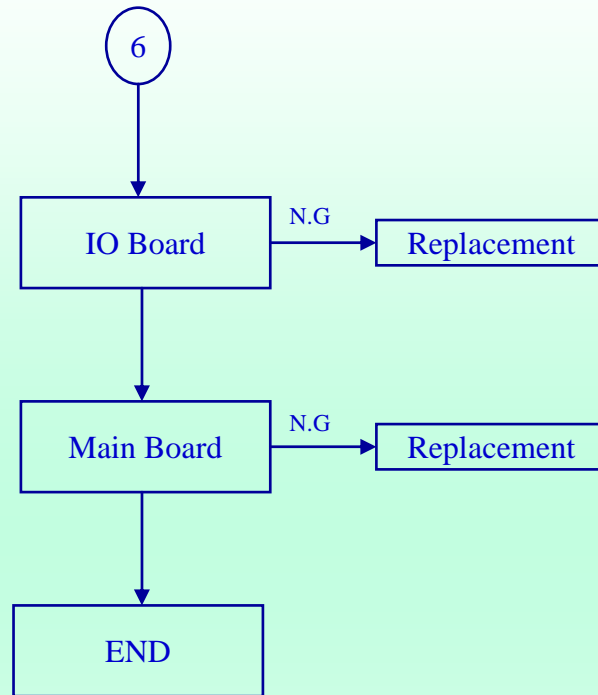 6
IO Board
N.G
Replacement
Main Board
N.G
Replacement
END